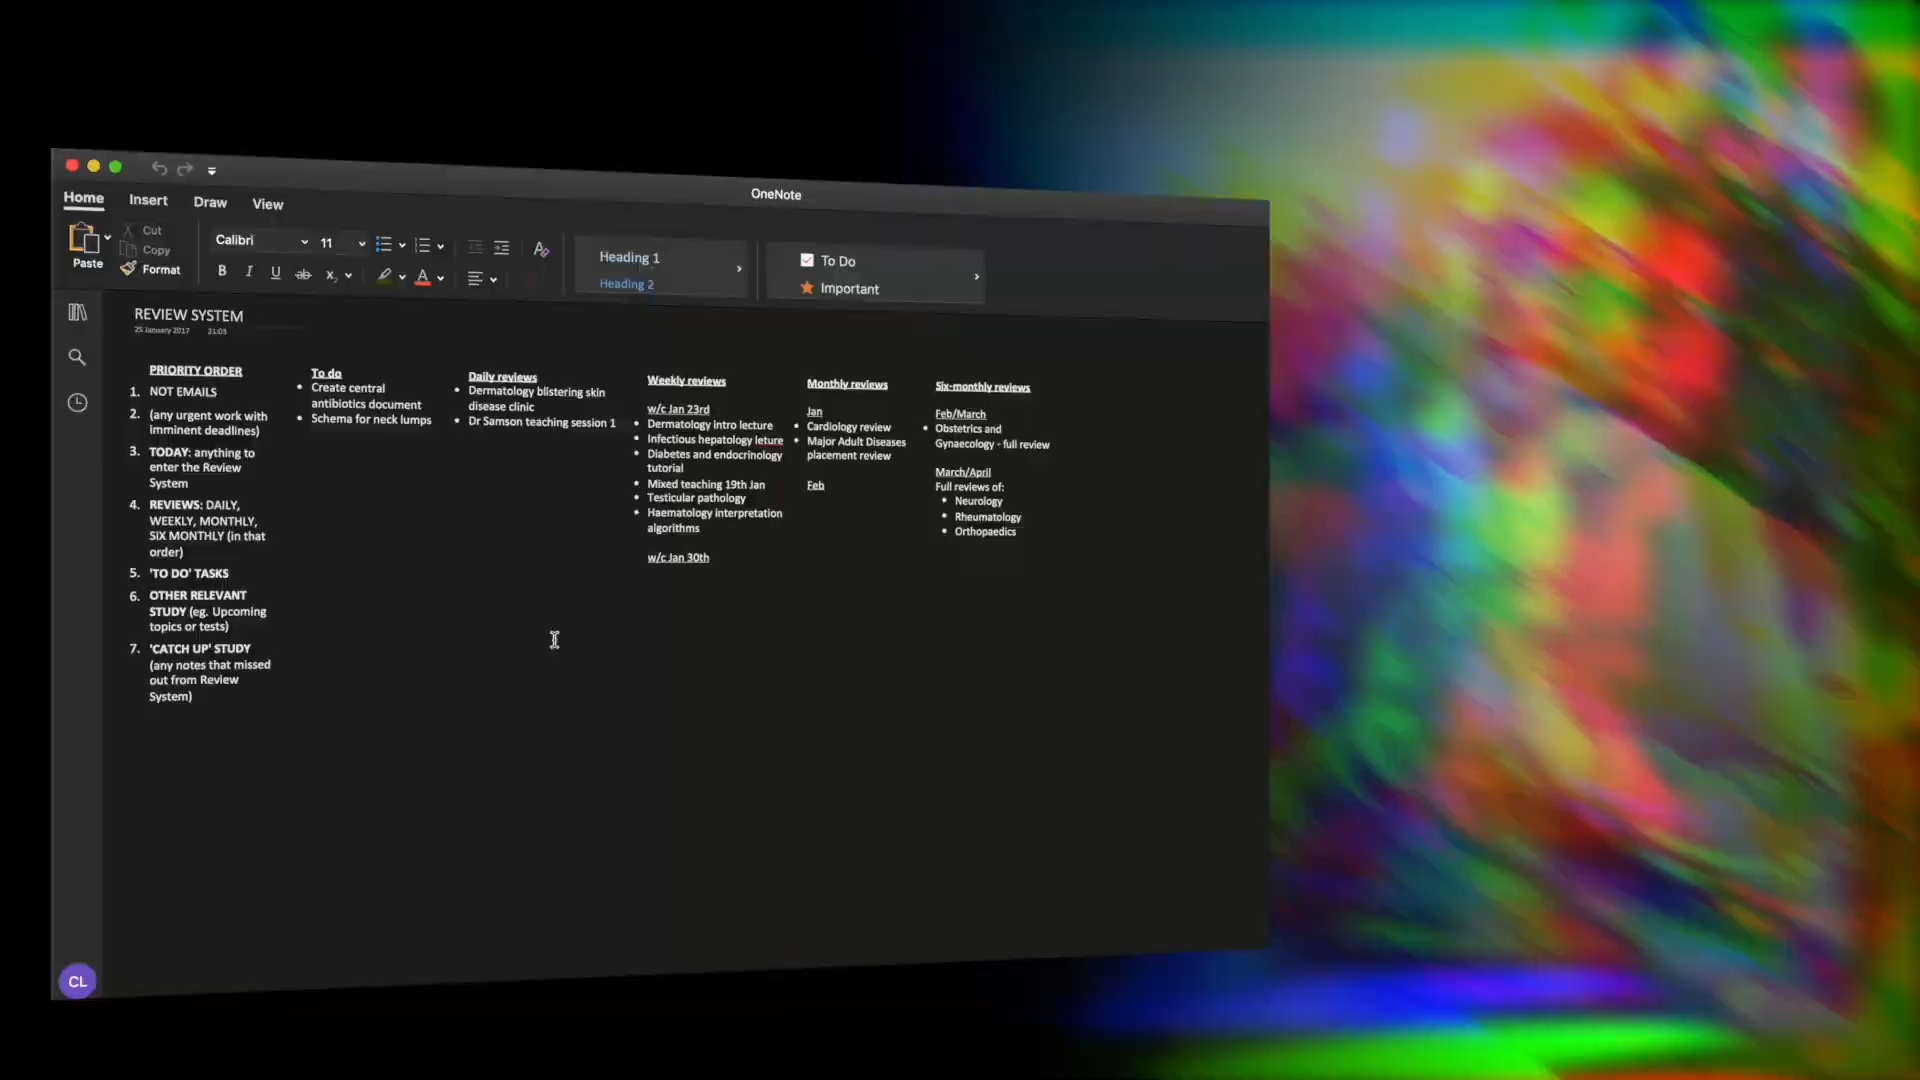 OneNote
Home Insert Draw View
Paste
Cut
Copy
Format
Calibri 11
B I U ab x
A
Heading 1
Heading 2
To Do
Important
REVIEW SYSTEM
25 January 2017 21:03
PRIORITY ORDER
1. NOT EMAILS
2. (any urgent work with
imminent deadlines)
3. TODAY: anything to
enter the Review
System
4. REVIEWS: DAILY,
WEEKLY, MONTHLY,
SIX MONTHLY (in that
order)
5. 'TO DO' TASKS
6. OTHER RELEVANT
STUDY (eg. Upcoming
topics or tests)
7. 'CATCH UP' STUDY
(any notes that missed
out from Review
System)
To do
• Create central
antibiotics document
• Schema for neck lumps
Daily reviews
• Dermatology blistering skin
disease clinic
• Dr Samson teaching session 1
Weekly reviews
w/c Jan 23rd
• Dermatology intro lecture
• Infectious hepatology leture
• Diabetes and endocrinology
tutorial
• Mixed teaching 19th Jan
• Testicular pathology
• Haematology interpretation
algorithms
w/c Jan 30th
Monthly reviews
Jan
• Cardiology review
• Major Adult Diseases
placement review
Feb
Six-monthly reviews
Feb/March
• Obstetrics and
Gynaecology - full review
March/April
Full reviews of:
• Neurology
• Rheumatology
• Orthopaedics
CL